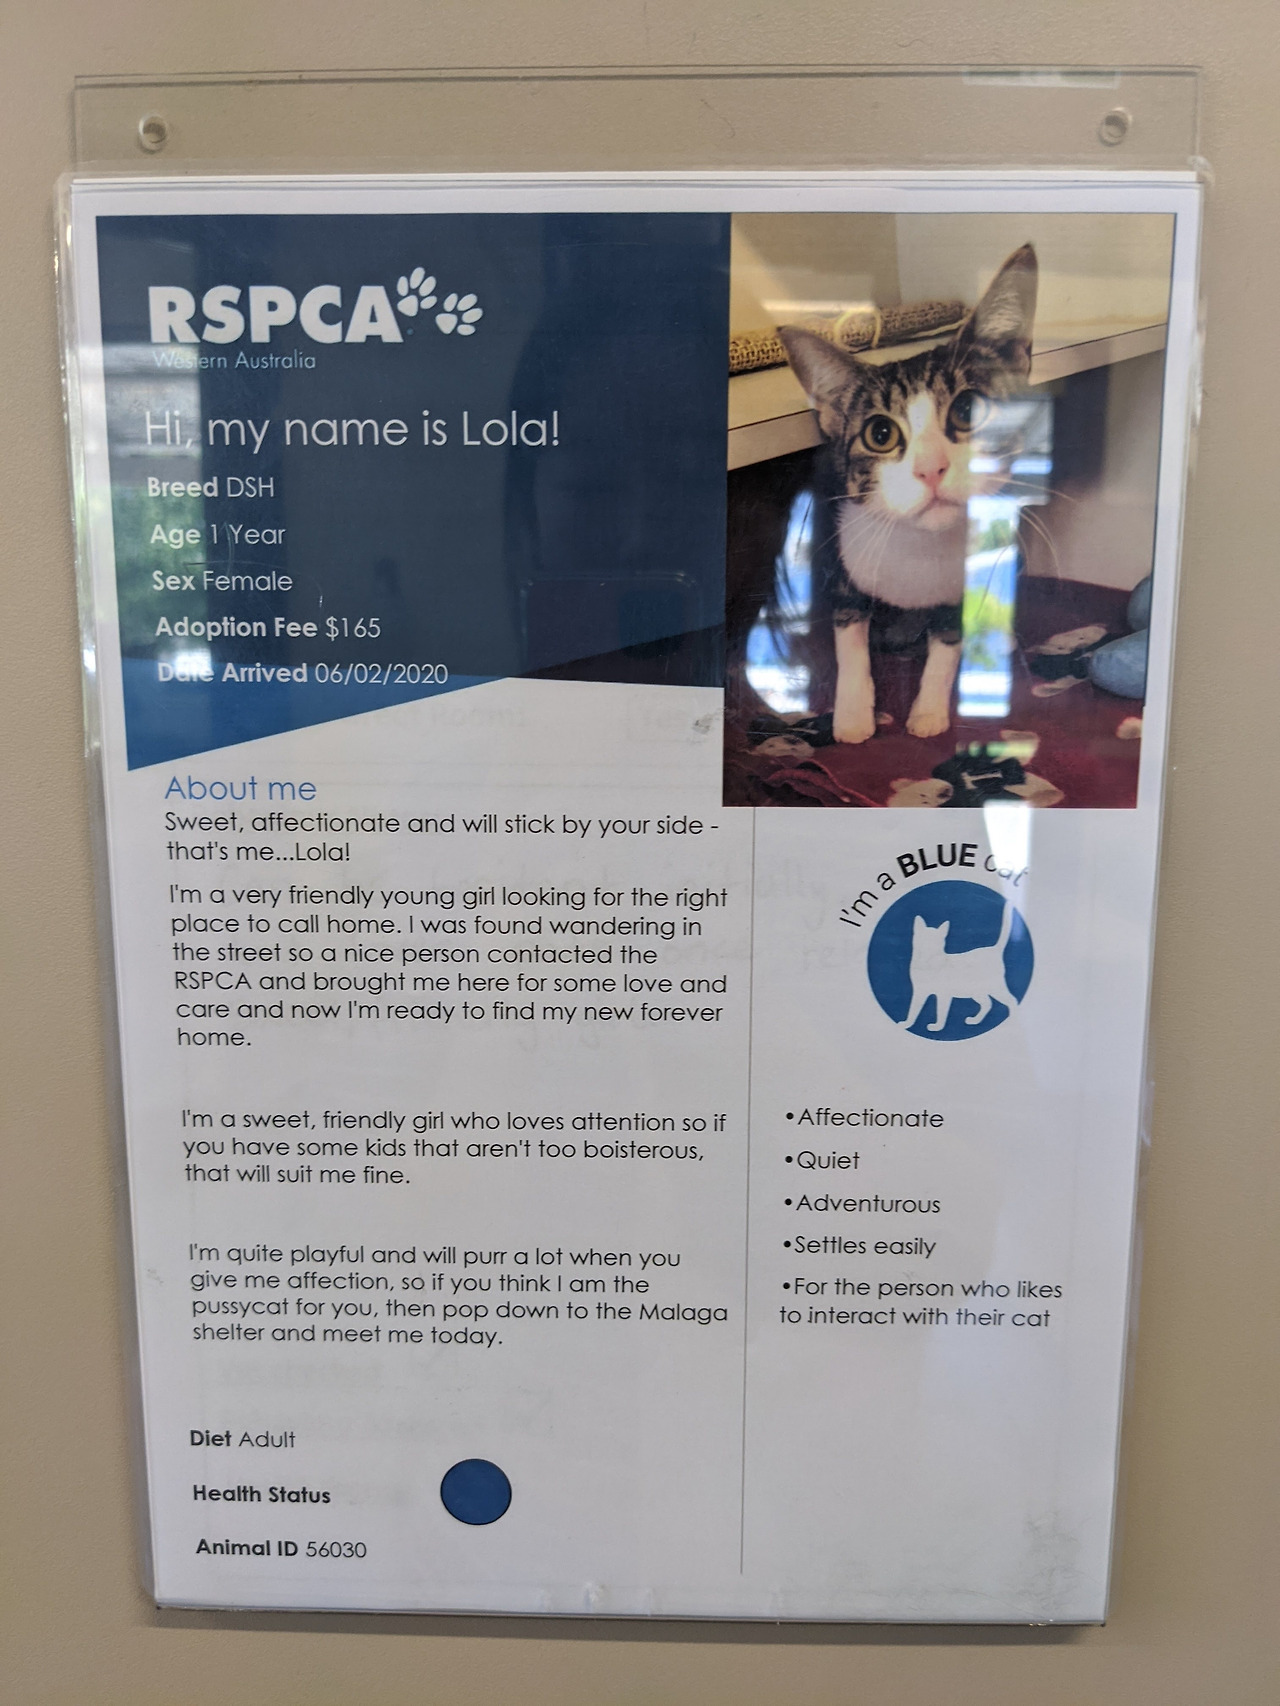 RSPCA
Western Australia
Hi, my name is Lola!
Breed DSH
Age 1 Year
Sex Female
Adoption Fee $165
Date Arrived 06/02/2020
About me
Sweet, affectionate and will stick by your side -
that's me...Lola!
I'm a very friendly young girl looking for the right
place to call home. I was found wandering in
the street so a nice person contacted the
RSPCA and brought me here for some love and
care and now I'm ready to find my new forever
home.
I'm a sweet, friendly girl who loves attention so if
you have some kids that aren't too boisterous,
that will suit me fine.
I'm quite playful and will purr a lot when you
give me affection, so if you think I am the
pussycat for you, then pop down to the Malaga
shelter and meet me today.
Diet Adult
Health Status
Animal ID 56030
I'm a BLUE cat
•Affectionate
•Quiet
•Adventurous
•Settles easily
•For the person who likes
to interact with their cat